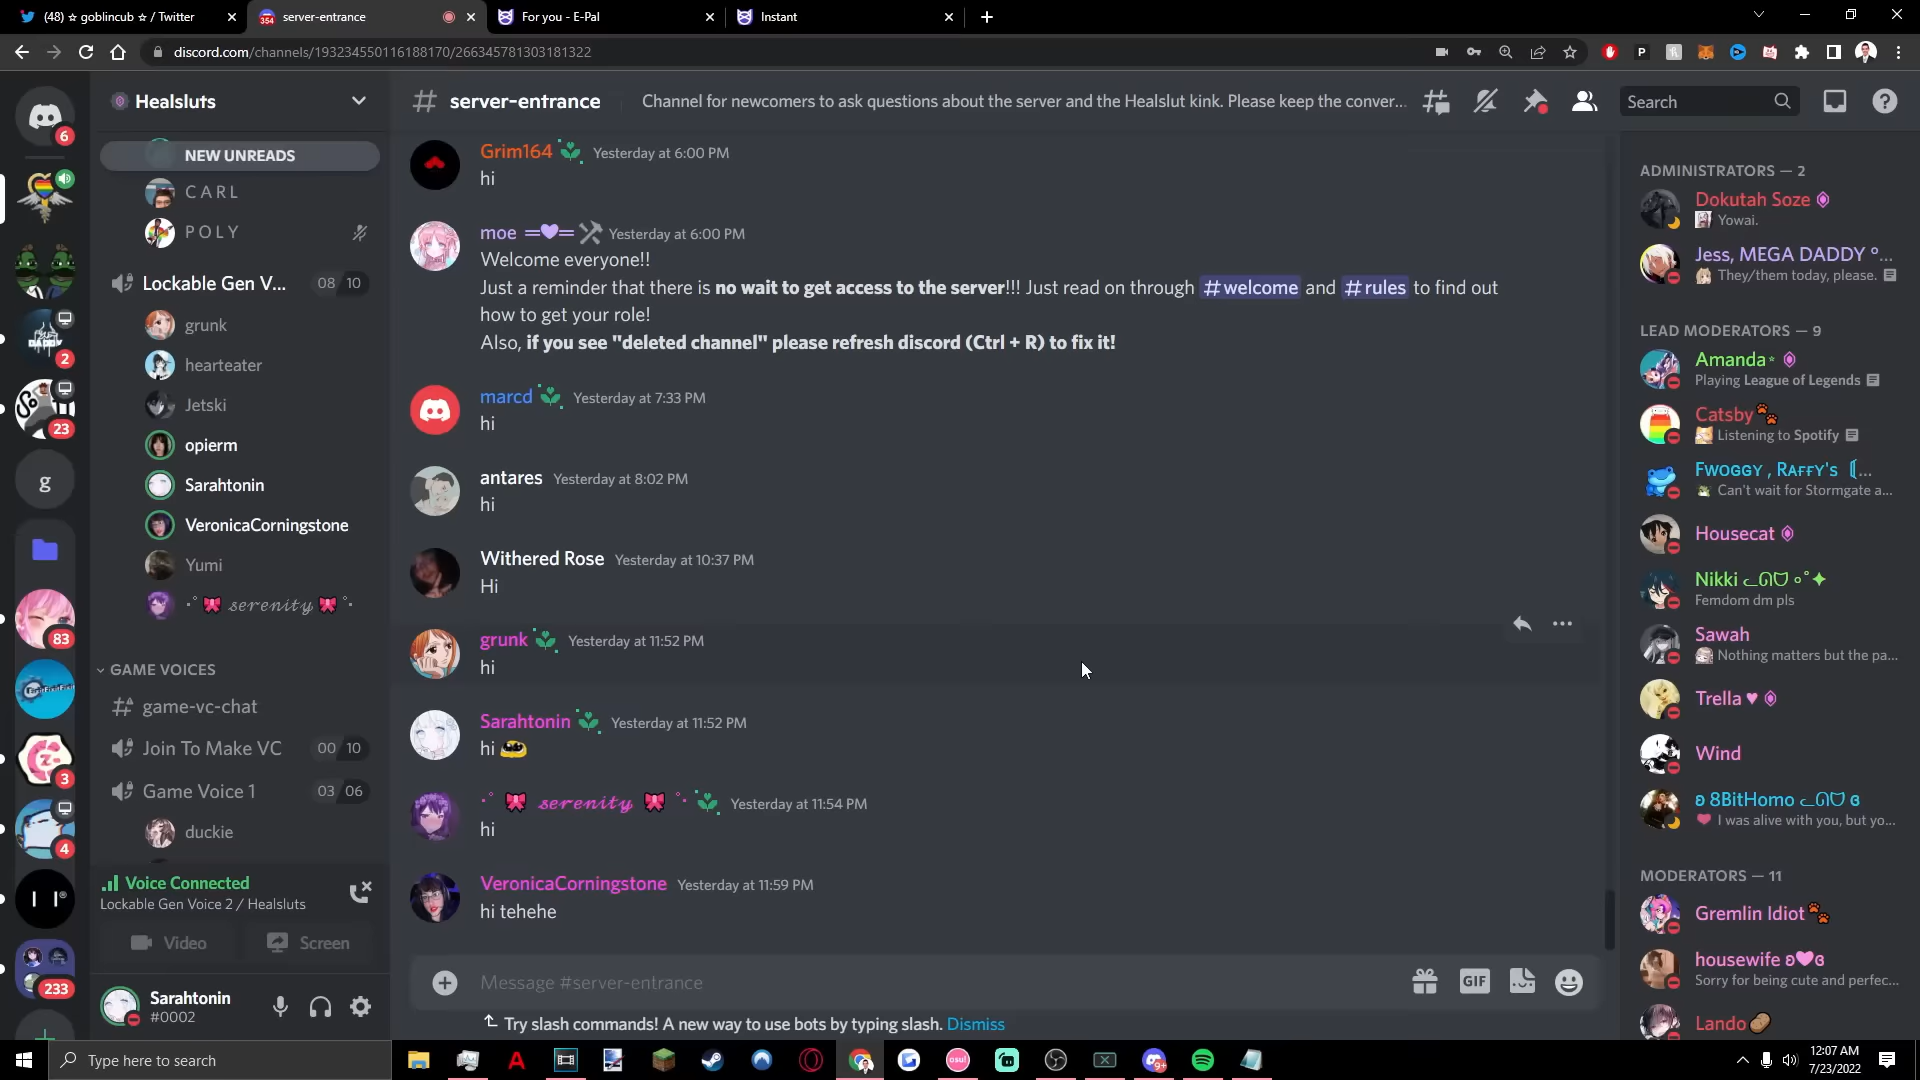 (48) ☆ goblincub ☆ / Twitter
server-entrance
For you - E-Pal
Instant
discord.com/channels/193234550116188170/266345781303181322
Healsluts
server-entrance
Channel for newcomers to ask questions about the server and the Healslut kink. Please keep the conver...
Search
6
2
23
g
83
3
4
233
NEW UNREADS
C A R L
P O L Y
Lockable Gen V... 08 10
grunk
hearteater
Jetski
opierm
Sarahtonin
VeronicaCorningstone
Yumi
serenity
GAME VOICES
game-vc-chat
Join To Make VC 00 10
Game Voice 1 03 06
duckie
Voice Connected
Lockable Gen Voice 2 / Healsluts
Video
Screen
Sarahtonin
#0002
Grim164 Yesterday at 6:00 PM
hi
moe =♥= Yesterday at 6:00 PM
Welcome everyone!!
Just a reminder that there is no wait to get access to the server!!! Just read on through #welcome and #rules to find out
how to get your role!
Also, if you see "deleted channel" please refresh discord (Ctrl + R) to fix it!
marcd Yesterday at 7:33 PM
hi
antares Yesterday at 8:02 PM
hi
Withered Rose Yesterday at 10:37 PM
Hi
grunk Yesterday at 11:52 PM
hi
Sarahtonin Yesterday at 11:52 PM
hi
serenity Yesterday at 11:54 PM
hi
VeronicaCorningstone Yesterday at 11:59 PM
hi tehehe
Message #server-entrance
GIF
Try slash commands! A new way to use bots by typing slash. Dismiss
ADMINISTRATORS — 2
Dokutah Soze
Yowai.
Jess, MEGA DADDY °...
They/them today, please.
LEAD MODERATORS — 9
Amanda
Playing League of Legends
Catsby
Listening to Spotify
Fwoggy , Raffy's [...
Can't wait for Stormgate a...
Housecat
Nikki
Femdom dm pls
Sawah
Nothing matters but the pa...
Trella ♥
Wind
8BitHomo
I was alive with you, but yo...
MODERATORS — 11
Gremlin Idiot
housewife
Sorry for being cute and perfec...
Lando
Type here to search
osu!
9+
12:07 AM
7/23/2022